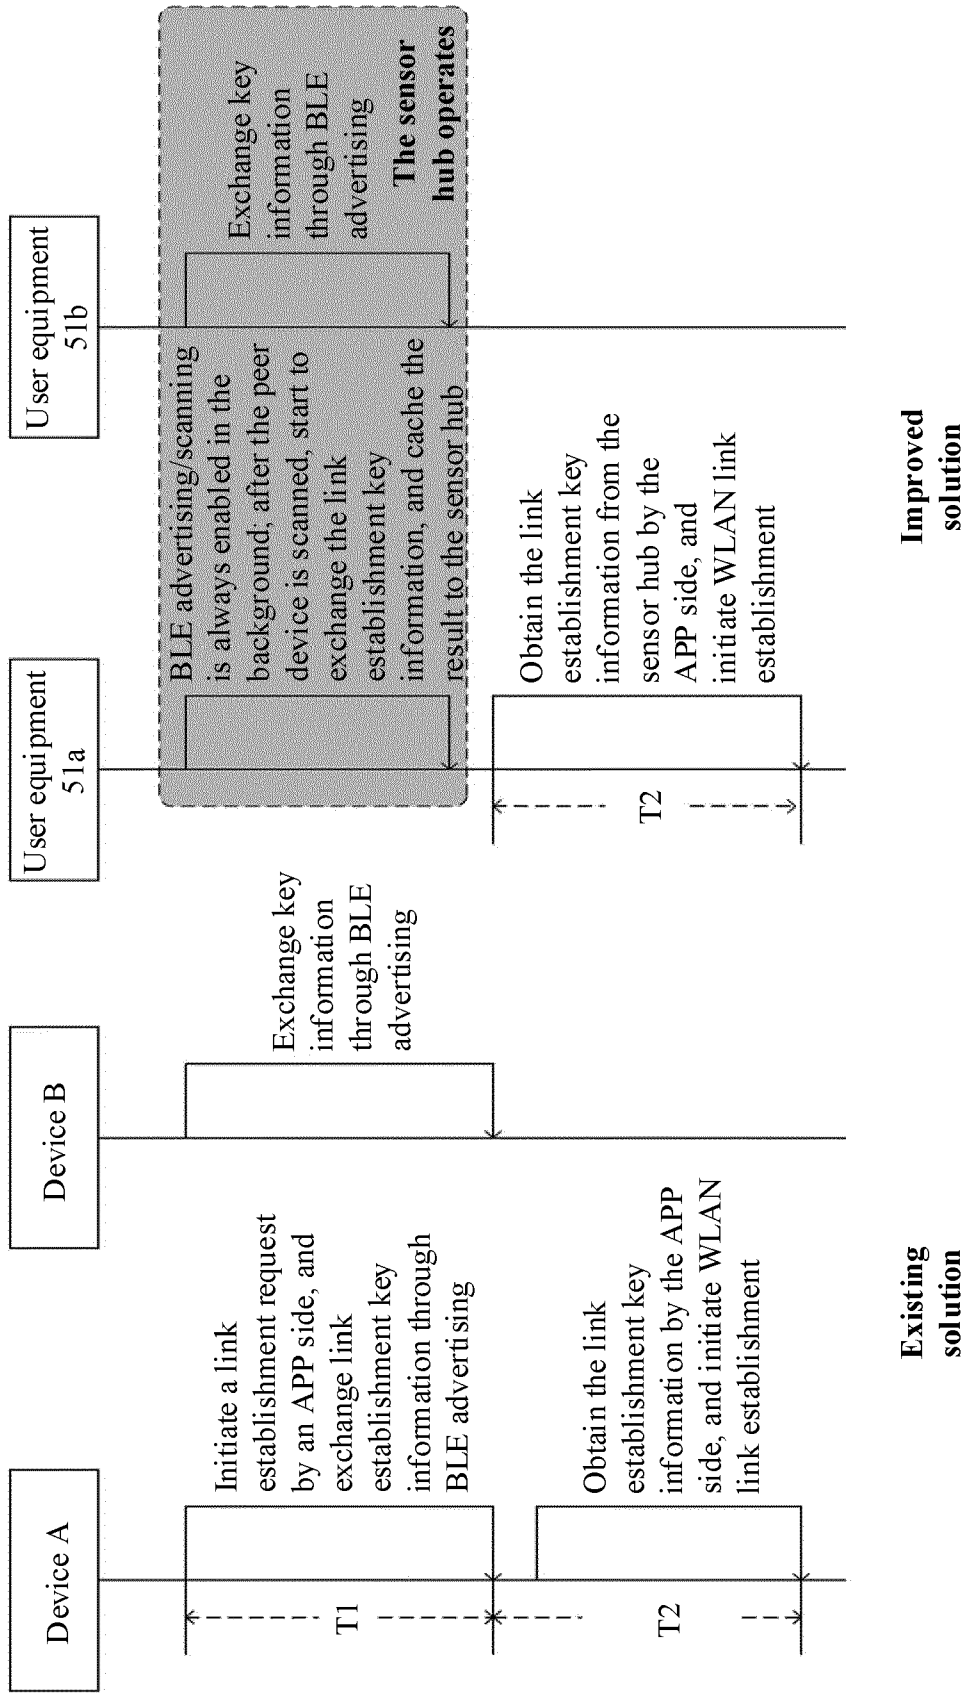 Device A
Device B
User equipment
51a
User equipment
51b
T1
Initiate a link
establishment request
by an APP side, and
exchange link
establishment key
information through
BLE advertising
Exchange key
information
through BLE
advertising
T2
Obtain the link
establishment key
information by the APP
side, and initiate WLAN
link establishment
Existing
solution
BLE advertising/scanning
is always enabled in the
background; after the peer
device is scanned, start to
exchange the link
establishment key
information, and cache the
result to the sensor hub
Exchange key
information
through BLE
advertising
The sensor
hub operates
T2
Obtain the link
establishment key
information from the
sensor hub by the
APP side, and
initiate WLAN link
establishment
Improved
solution